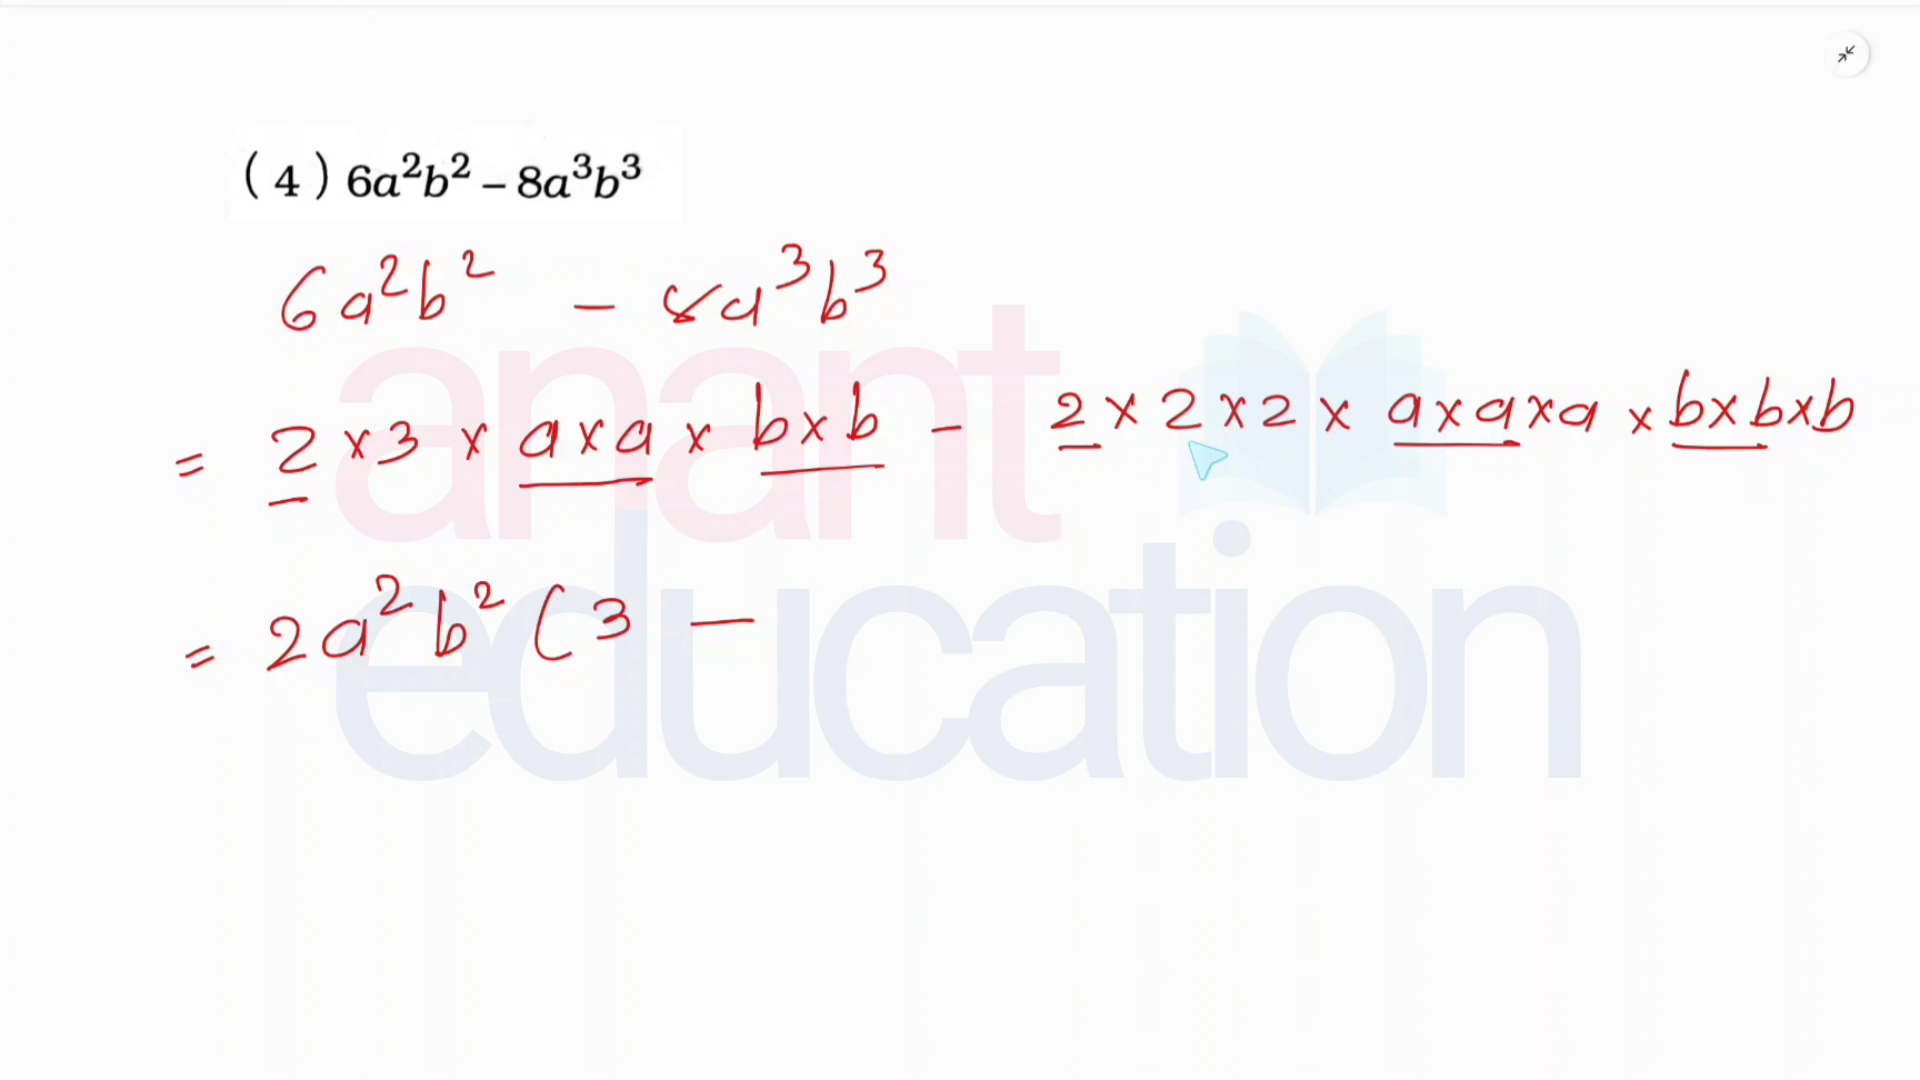 ( 4 ) 6a²b² – 8a³b³
6a²b² – 8a³b³
= 2 × 3 × a × a × b × b – 2 × 2 × 2 × a × a × a × b × b × b
= 2a²b² ( 3 –
anant
education